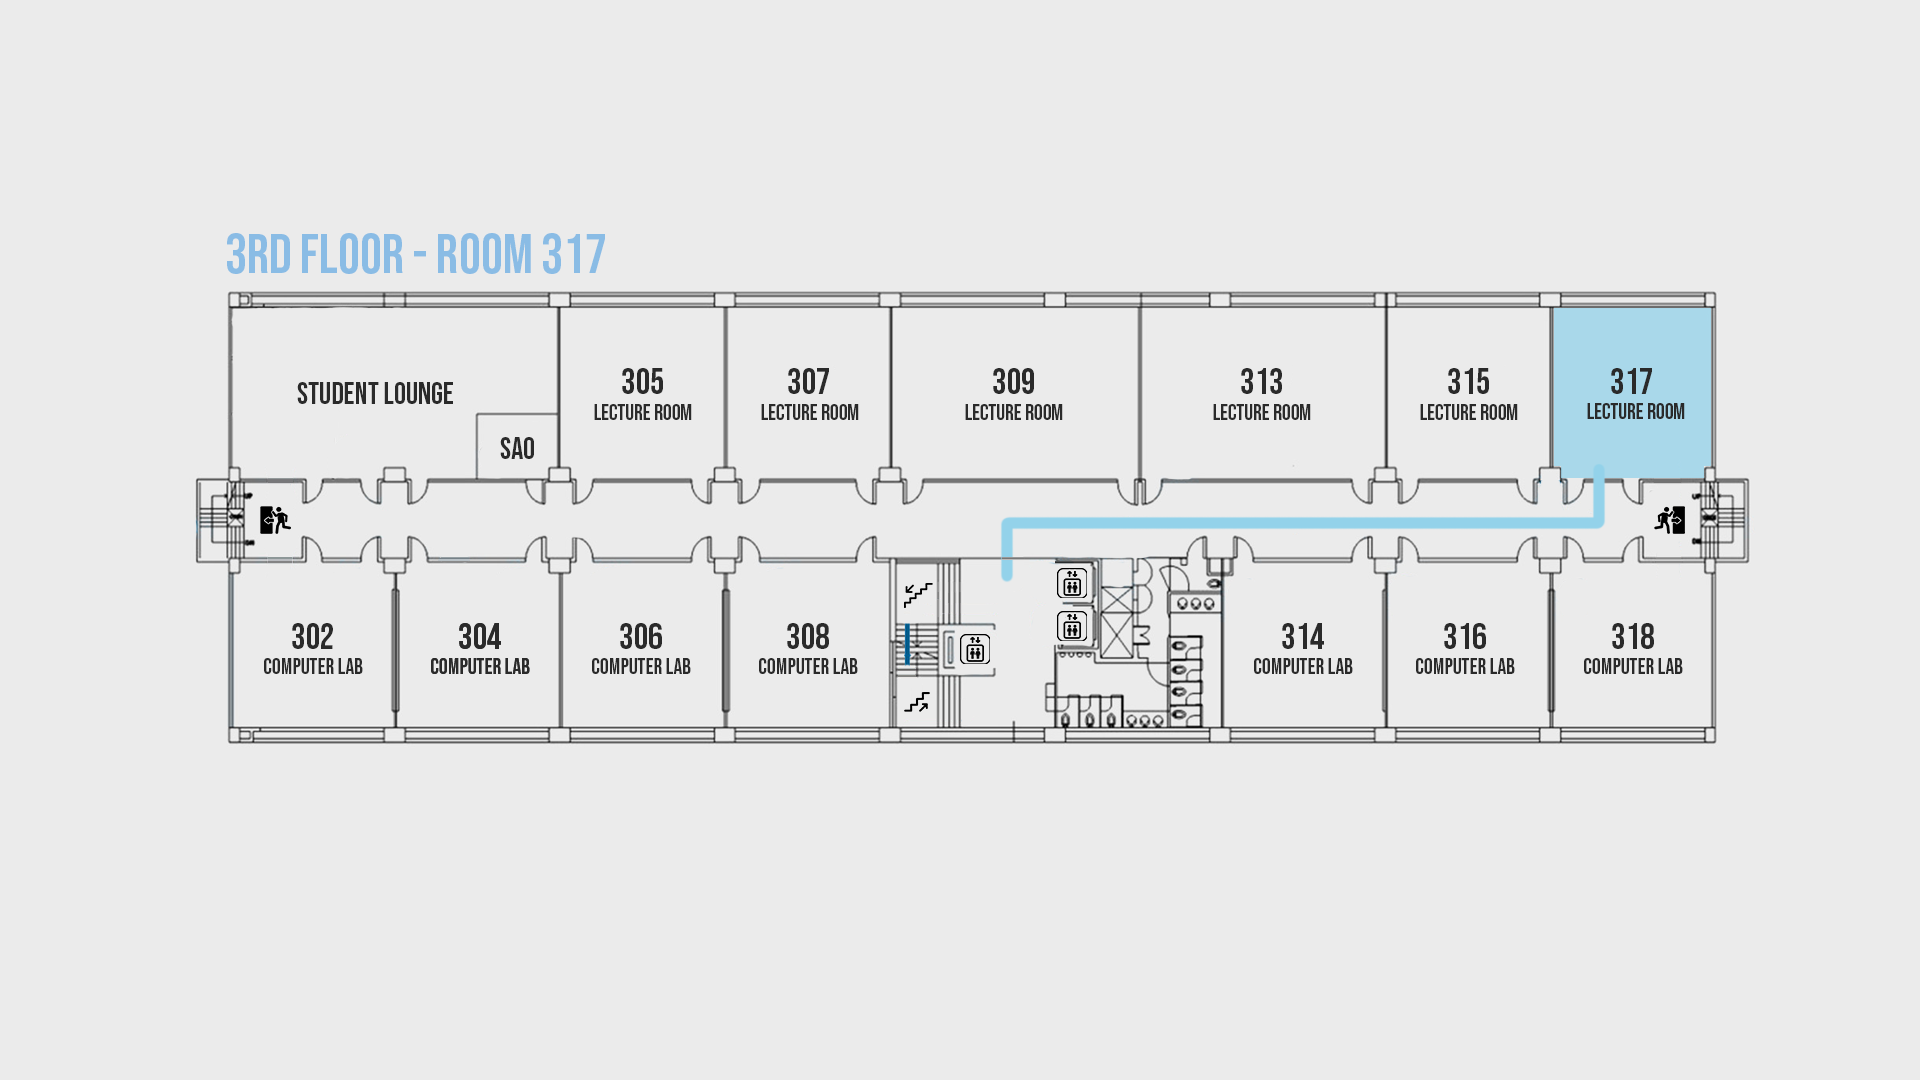 3RD FLOOR - ROOM 317
STUDENT LOUNGE
SAO
305
LECTURE ROOM
307
LECTURE ROOM
309
LECTURE ROOM
313
LECTURE ROOM
315
LECTURE ROOM
317
LECTURE ROOM
302
COMPUTER LAB
304
COMPUTER LAB
306
COMPUTER LAB
308
COMPUTER LAB
314
COMPUTER LAB
316
COMPUTER LAB
318
COMPUTER LAB